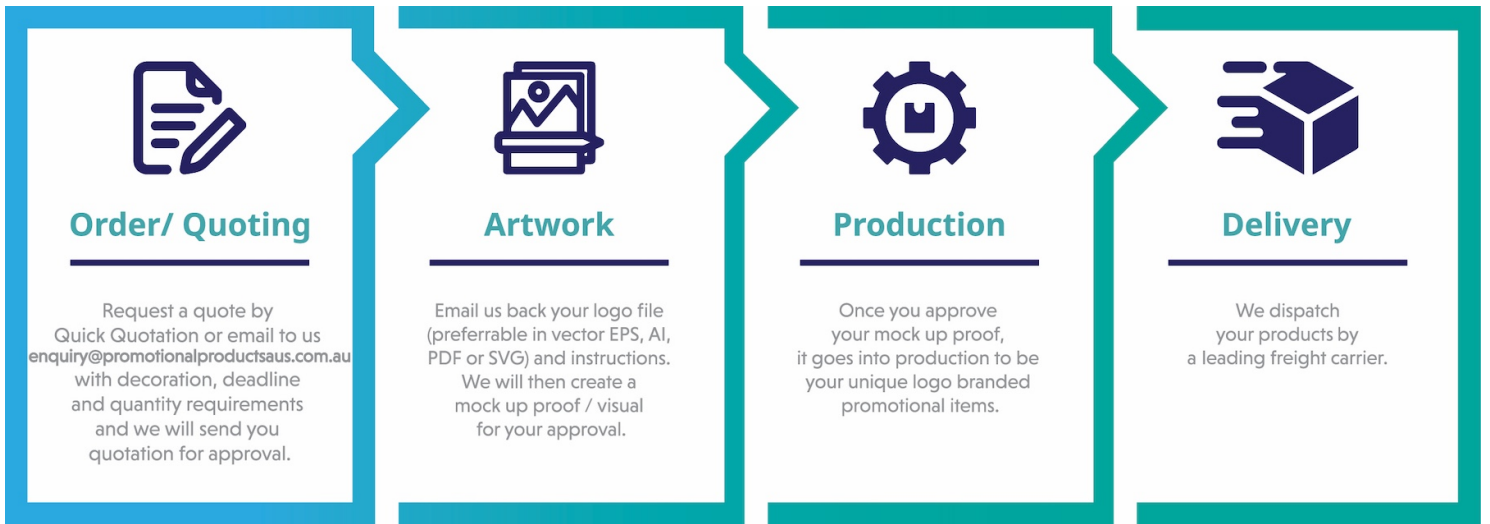 Order/ Quoting
Request a quote by
Quick Quotation or email to us
enquiry@promotionalproductsaus.com.au
with decoration, deadline
and quantity requirements
and we will send you
quotation for approval.
Artwork
Email us back your logo file
(preferrable in vector EPS, AI,
PDF or SVG) and instructions.
We will then create a
mock up proof / visual
for your approval.
Production
Once you approve
your mock up proof,
it goes into production to be
your unique logo branded
promotional items.
Delivery
We dispatch
your products by
a leading freight carrier.